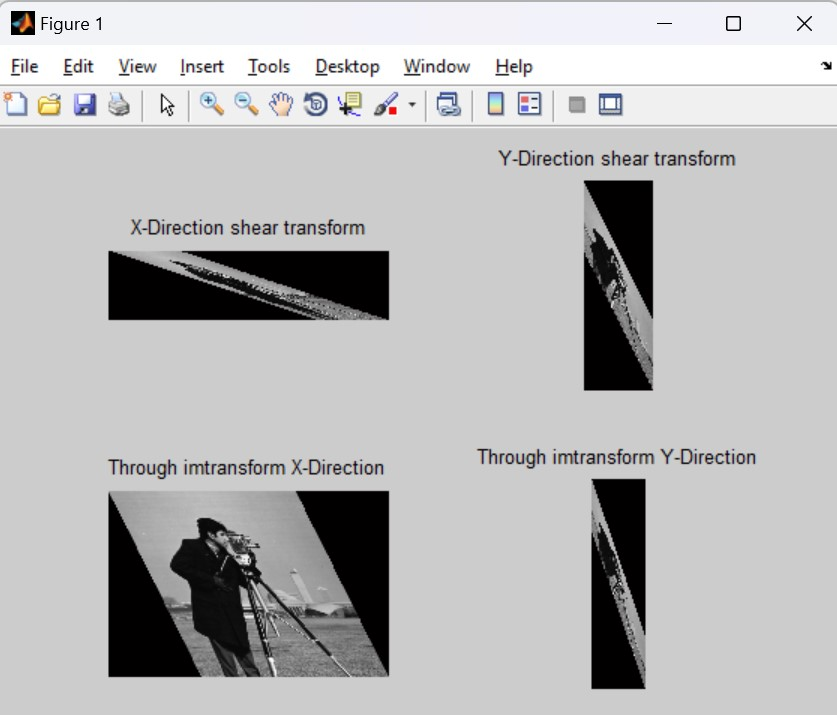 Figure 1
File Edit View Insert Tools Desktop Window Help
Y-Direction shear transform
X-Direction shear transform
Through imtransform Y-Direction
Through imtransform X-Direction